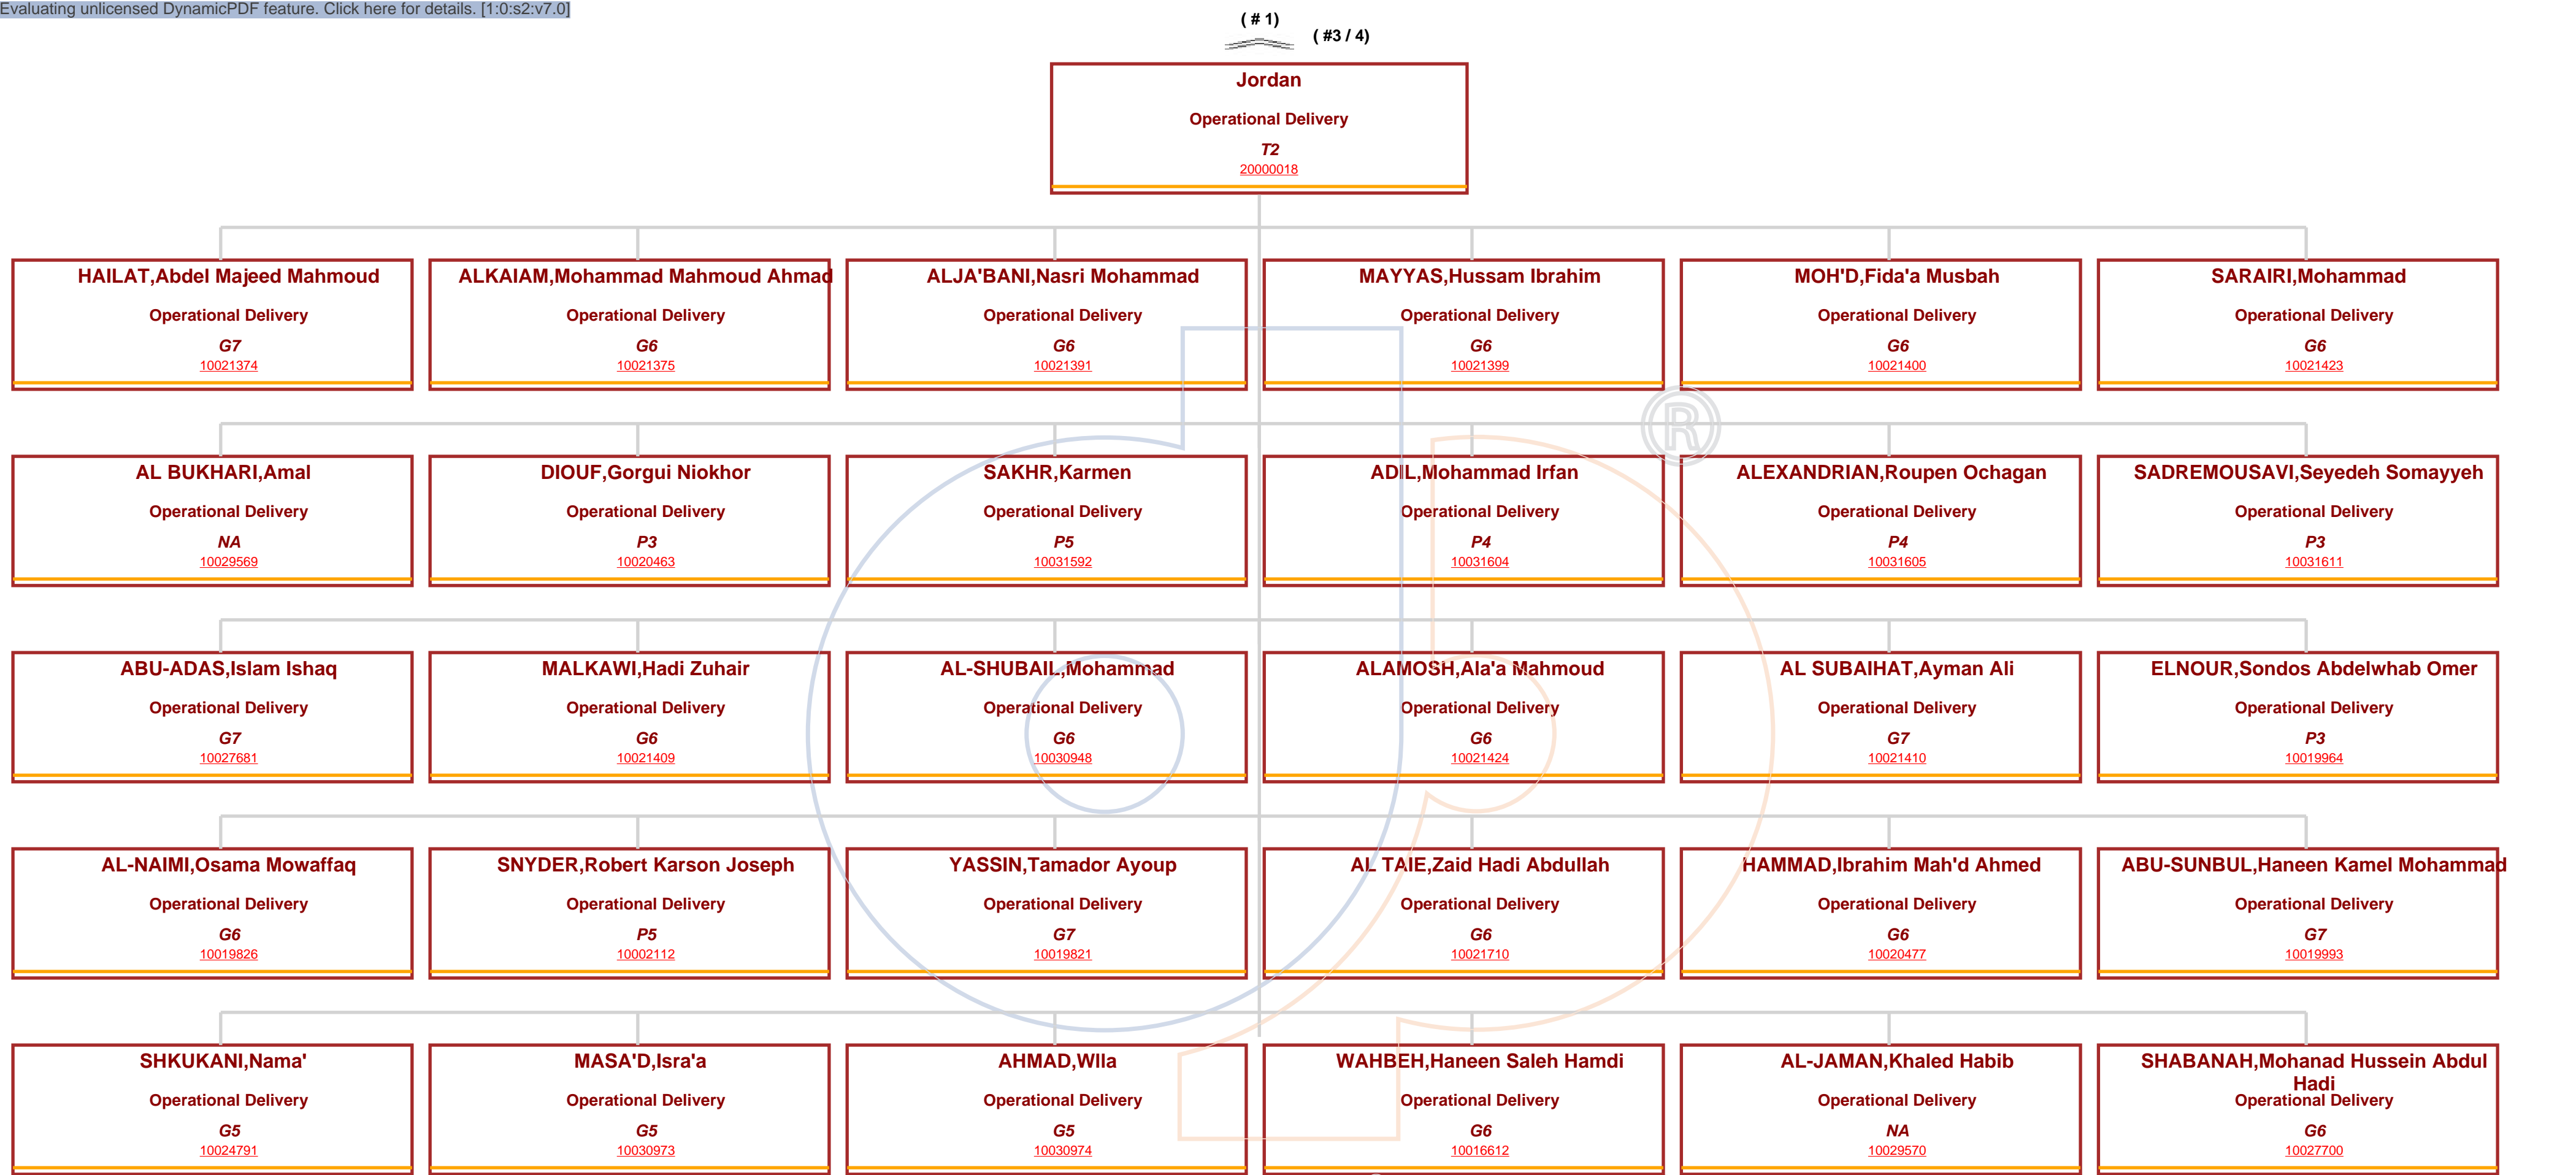 Evaluating unlicensed DynamicPDF feature. Click here for details. [1:0:s2:v7.0]
( # 1)
( #3 / 4)
Jordan
Operational Delivery
T2
20000018
HAILAT,Abdel Majeed Mahmoud
Operational Delivery
G7
10021374
ALKAIAM,Mohammad Mahmoud Ahmad
Operational Delivery
G6
10021375
ALJA'BANI,Nasri Mohammad
Operational Delivery
G6
10021391
MAYYAS,Hussam Ibrahim
Operational Delivery
G6
10021399
MOH'D,Fida'a Musbah
Operational Delivery
G6
10021400
SARAIRI,Mohammad
Operational Delivery
G6
10021423
®
AL BUKHARI,Amal
Operational Delivery
NA
10029569
DIOUF,Gorgui Niokhor
Operational Delivery
P3
10020463
SAKHR,Karmen
Operational Delivery
P5
10031592
ADIL,Mohammad Irfan
Operational Delivery
P4
10031604
ALEXANDRIAN,Roupen Ochagan
Operational Delivery
P4
10031605
SADREMOUSAVI,Seyedeh Somayyeh
Operational Delivery
P3
10031611
ABU-ADAS,Islam Ishaq
Operational Delivery
G7
10027681
MALKAWI,Hadi Zuhair
Operational Delivery
G6
10021409
AL-SHUBAIL,Mohammad
Operational Delivery
G6
10030948
ALAMOSH,Ala'a Mahmoud
Operational Delivery
G6
10021424
AL SUBAIHAT,Ayman Ali
Operational Delivery
G7
10021410
ELNOUR,Sondos Abdelwhab Omer
Operational Delivery
P3
10019964
AL-NAIMI,Osama Mowaffaq
Operational Delivery
G6
10019826
SNYDER,Robert Karson Joseph
Operational Delivery
P5
10002112
YASSIN,Tamador Ayoup
Operational Delivery
G7
10019821
AL TAIE,Zaid Hadi Abdullah
Operational Delivery
G6
10021710
HAMMAD,Ibrahim Mah'd Ahmed
Operational Delivery
G6
10020477
ABU-SUNBUL,Haneen Kamel Mohammad
Operational Delivery
G7
10019993
SHKUKANI,Nama'
Operational Delivery
G5
10024791
MASA'D,Isra'a
Operational Delivery
G5
10030973
AHMAD,Wlla
Operational Delivery
G5
10030974
WAHBEH,Haneen Saleh Hamdi
Operational Delivery
G6
10016612
AL-JAMAN,Khaled Habib
Operational Delivery
NA
10029570
SHABANAH,Mohanad Hussein Abdul
Hadi
Operational Delivery
G6
10027700